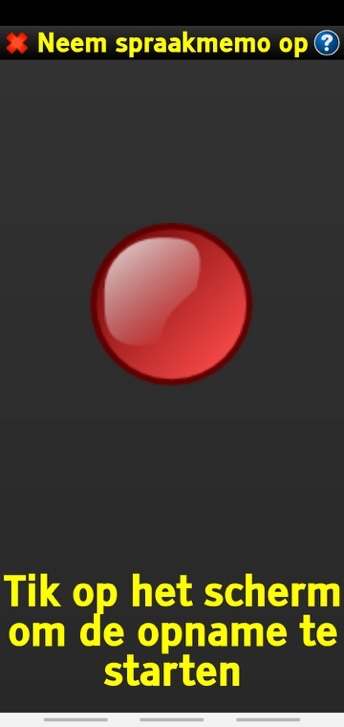 Neem spraakmemo op
Tik op het scherm
om de opname te
starten